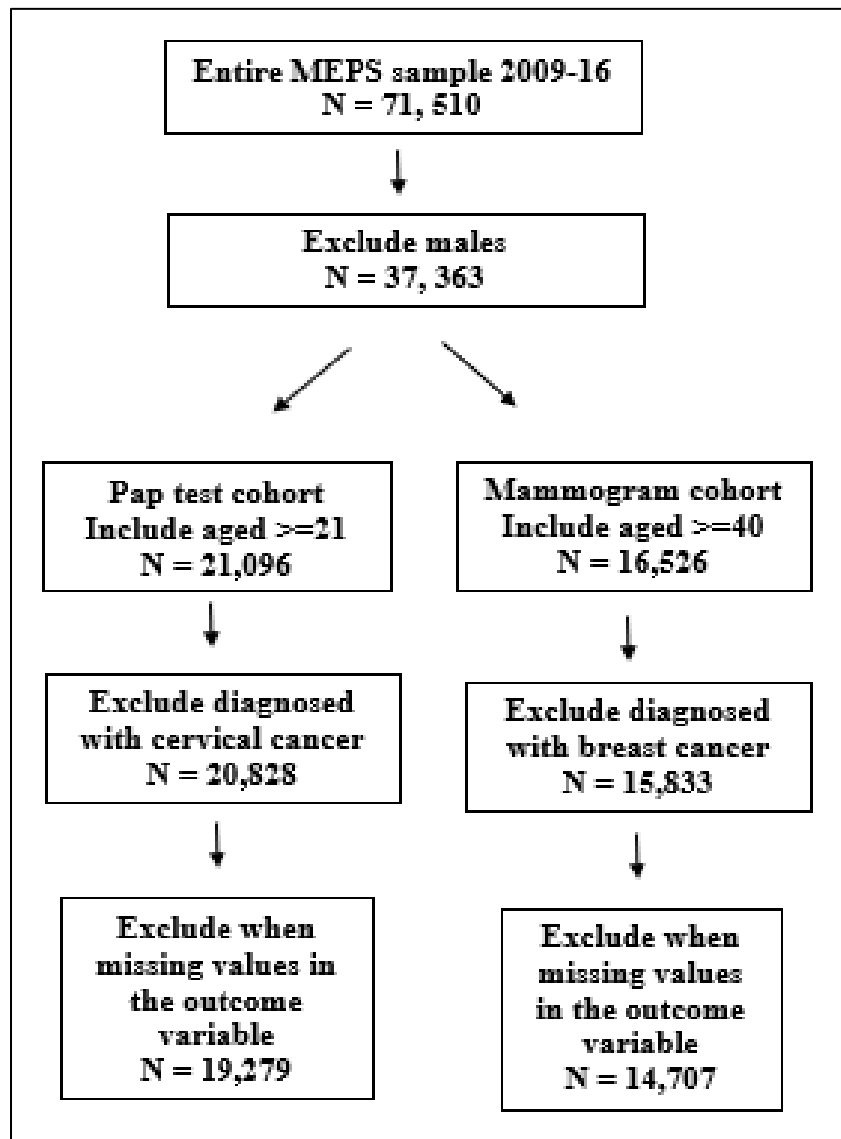 Entire MEPS sample 2009-16
N = 71, 510
Exclude males
N = 37, 363
Pap test cohort
Include aged >=21
N = 21,096
Mammogram cohort
Include aged >=40
N = 16,526
Exclude diagnosed
with cervical cancer
N = 20,828
Exclude diagnosed
with breast cancer
N = 15,833
Exclude when
missing values in
the outcome
variable
N = 19,279
Exclude when
missing values
in the outcome
variable
N = 14,707